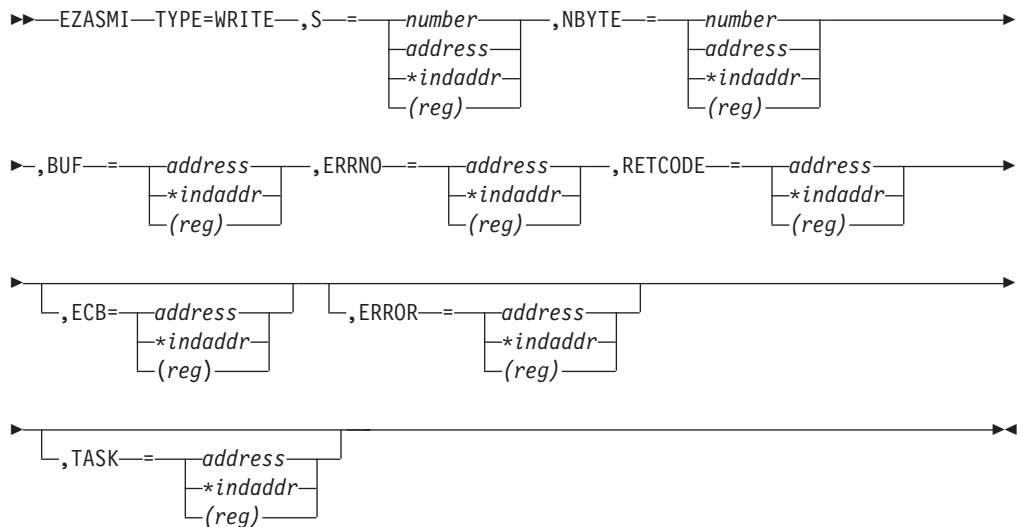 EZASMI TYPE=WRITE ,S = number ,NBYTE = number
address address
*indaddr *indaddr
(reg) (reg)
,BUF = address ,ERRNO = address ,RETCODE = address
*indaddr *indaddr *indaddr
(reg) (reg) (reg)
,ECB= address ,ERROR = address
*indaddr *indaddr
(reg) (reg)
,TASK = address
*indaddr
(reg)